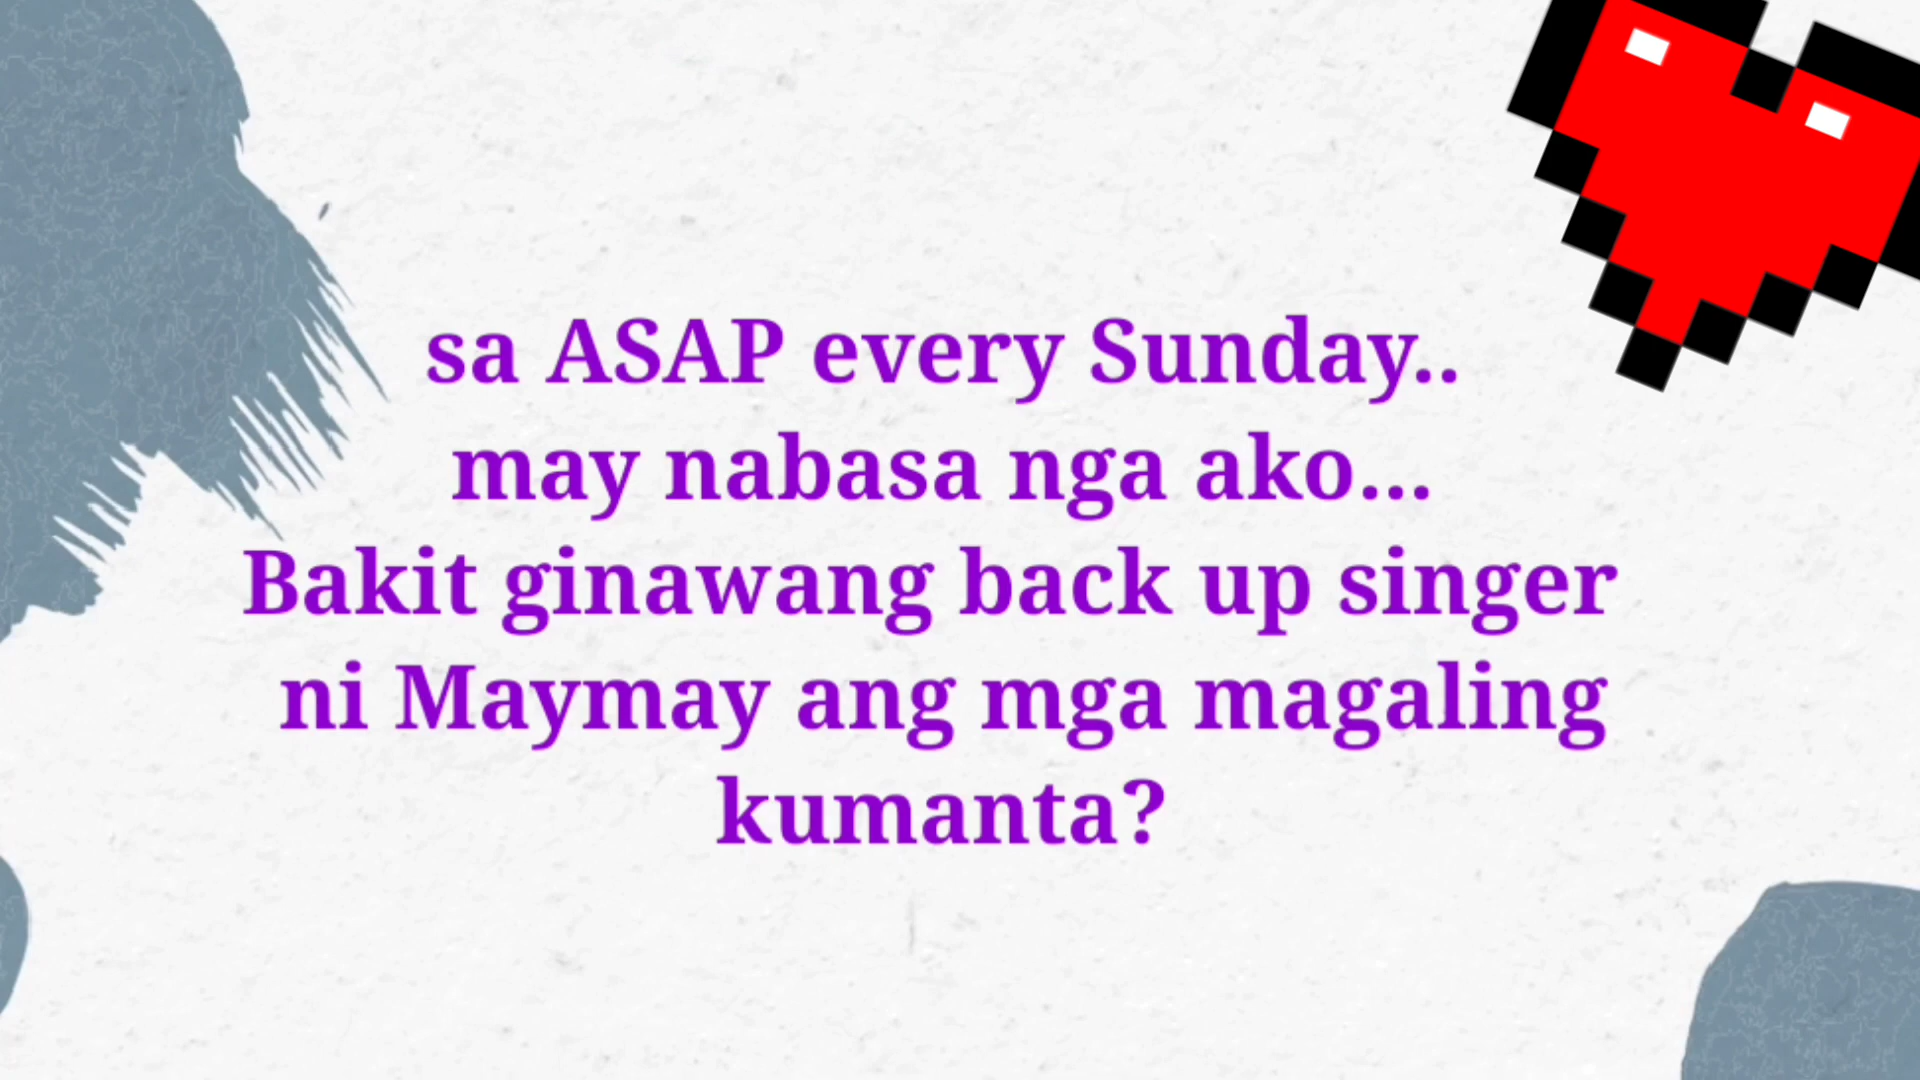 sa ASAP every Sunday..
may nabasa nga ako...
Bakit ginawang back up singer
ni Maymay ang mga magaling
kumanta?